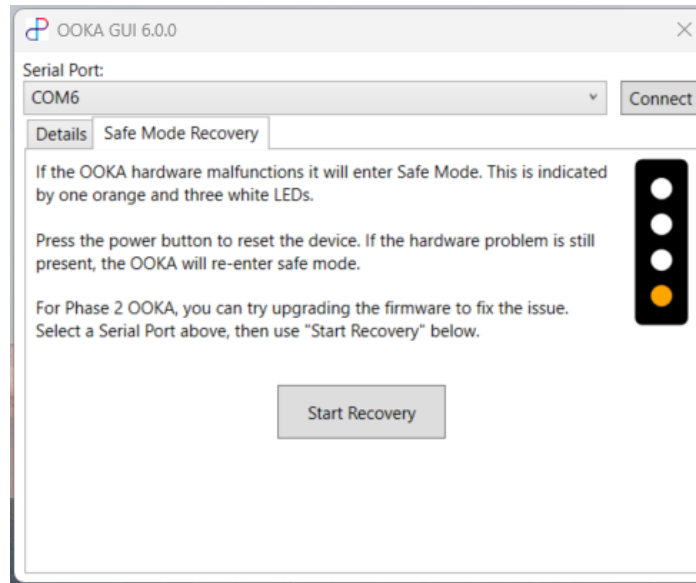 OOKA GUI 6.0.0
Serial Port:
COM6
Connect
Details
Safe Mode Recovery
If the OOKA hardware malfunctions it will enter Safe Mode. This is indicated
by one orange and three white LEDs.
Press the power button to reset the device. If the hardware problem is still
present, the OOKA will re-enter safe mode.
For Phase 2 OOKA, you can try upgrading the firmware to fix the issue.
Select a Serial Port above, then use "Start Recovery" below.
Start Recovery